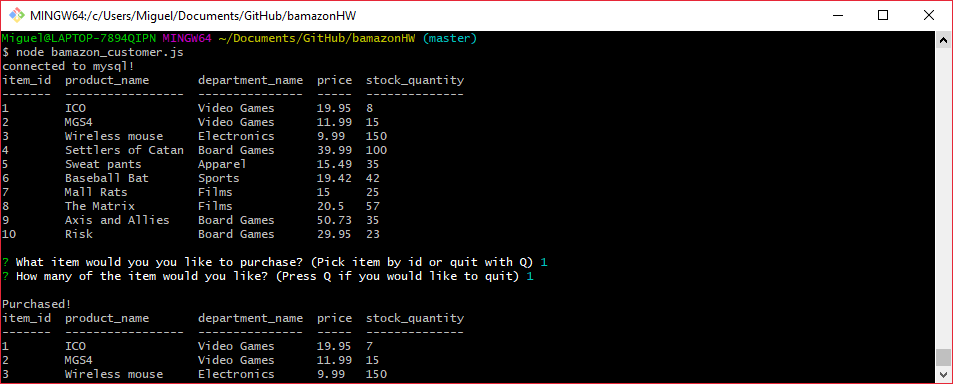 MINGW64:/c/Users/Miguel/Documents/GitHub/bamazonHW
Miguel@LAPTOP-7894QIPN MINGW64 ~/Documents/GitHub/bamazonHW (master)
$ node bamazon_customer.js
connected to mysql!
item_id  product_name       department_name  price  stock_quantity
-------  -----------------  ---------------  -----  --------------
1        ICO                Video Games      19.95  8
2        MGS4               Video Games      11.99  15
3        Wireless mouse     Electronics      9.99   150
4        Settlers of Catan  Board Games      39.99  100
5        Sweat pants        Apparel          15.49  35
6        Baseball Bat       Sports           19.42  42
7        Mall Rats          Films            15     25
8        The Matrix         Films            20.5   57
9        Axis and Allies    Board Games      50.73  35
10       Risk               Board Games      29.95  23
? What item would you you like to purchase? (Pick item by id or quit with Q) 1
? How many of the item would you like? (Press Q if you would like to quit) 1
Purchased!
item_id  product_name       department_name  price  stock_quantity
-------  -----------------  ---------------  -----  --------------
1        ICO                Video Games      19.95  7
2        MGS4               Video Games      11.99  15
3        Wireless mouse     Electronics      9.99   150